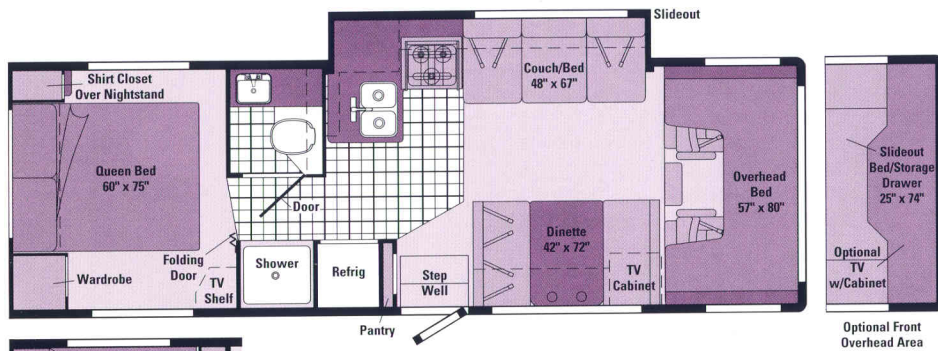 Slideout
Shirt Closet
Over Nightstand
Couch/Bed
48" x 67"
Queen Bed
60" x 75"
Overhead
Bed
57" x 80"
Slideout
Bed/Storage
Drawer
25" x 74"
Door
Dinette
42" x 72"
Folding
Door
Wardrobe
TV
Shelf
Shower
Refrig
Step
Well
TV
Cabinet
Optional
TV
w/Cabinet
Pantry
Optional Front
Overhead Area